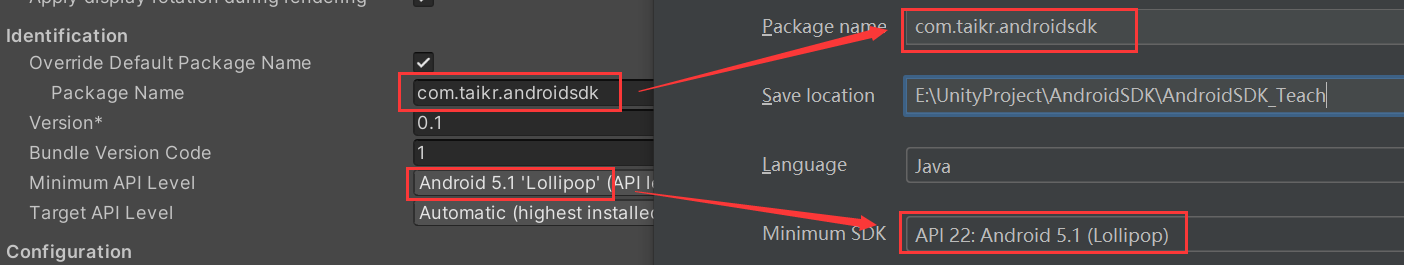 Apply display rotation during rendering
Identification
Override Default Package Name
Package Name com.taikr.androidsdk
Version* 0.1
Bundle Version Code 1
Minimum API Level Android 5.1 'Lollipop' (API le
Target API Level Automatic (highest installed
Configuration
Package name com.taikr.androidsdk
Save location E:\UnityProject\AndroidSDK\AndroidSDK_Teach
Language Java
Minimum SDK API 22: Android 5.1 (Lollipop)